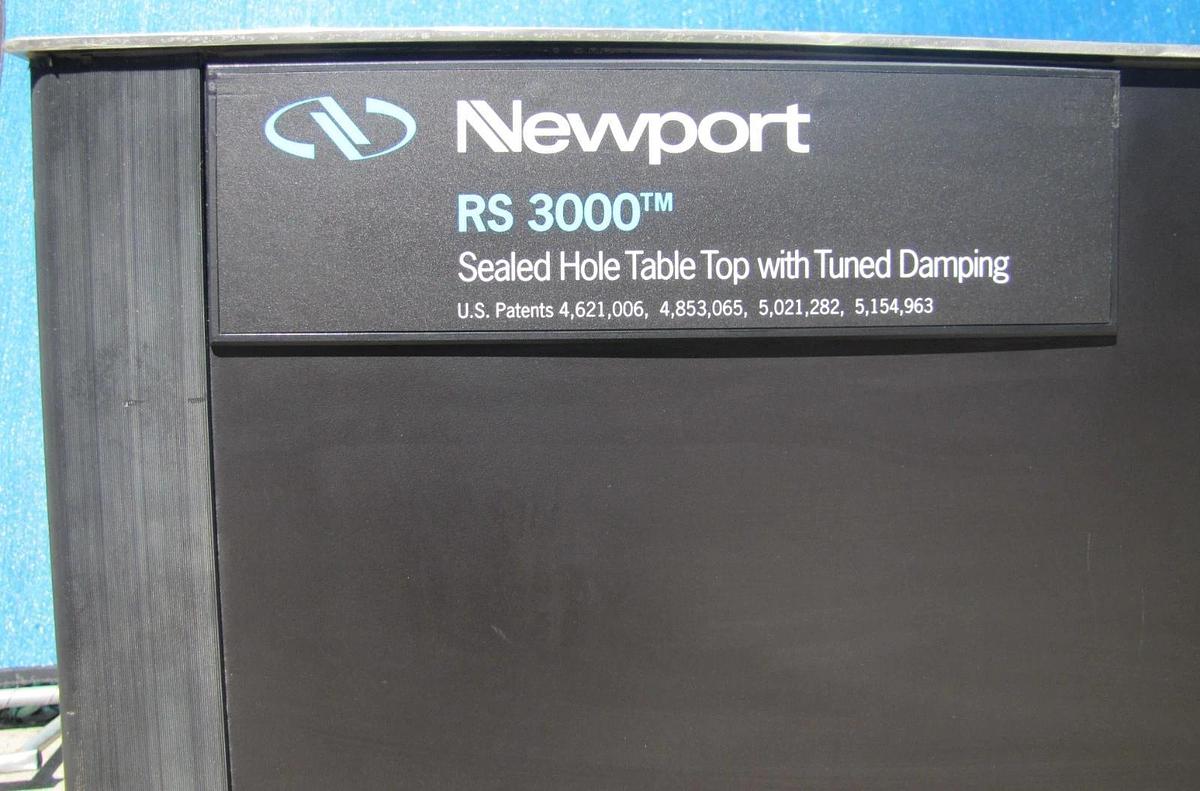 Newport
RS 3000™
Sealed Hole Table Top with Tuned Damping
U.S. Patents 4,621,006, 4,853,065, 5,021,282, 5,154,963